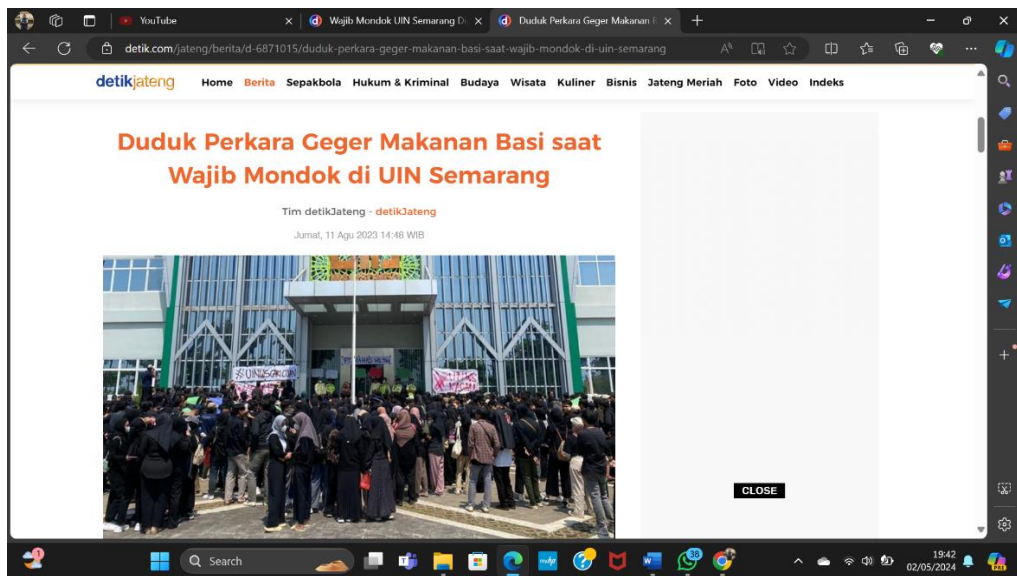 YouTube
Wajib Mondok UIN Semarang Di
Duduk Perkara Geger Makanan B
detik.com/jateng/berita/d-6871015/duduk-perkara-geger-makanan-basi-saat-wajib-mondok-di-uin-semarang
detikjateng Home Berita Sepakbola Hukum & Kriminal Budaya Wisata Kuliner Bisnis Jateng Meriah Foto Video Indeks
Duduk Perkara Geger Makanan Basi saat
Wajib Mondok di UIN Semarang
Tim detikJateng - detikJateng
Jumat, 11 Agu 2023 14:48 WIB
CLOSE
Search
38
19:42
02/05/2024